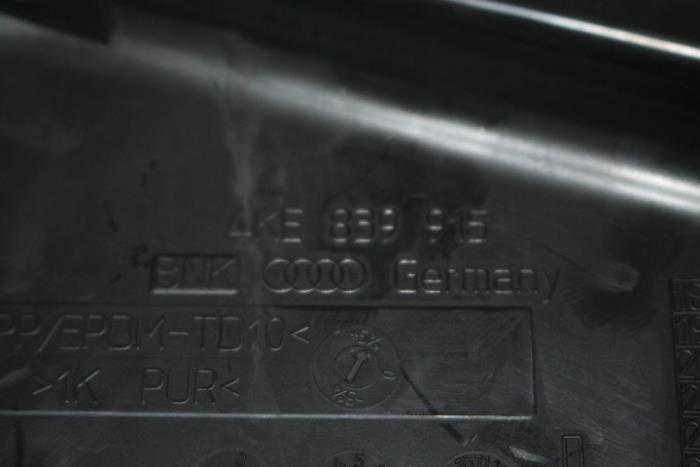 4KE 839 915
BNK Germany
PP/EPDM-TD10<
>1K PUR<